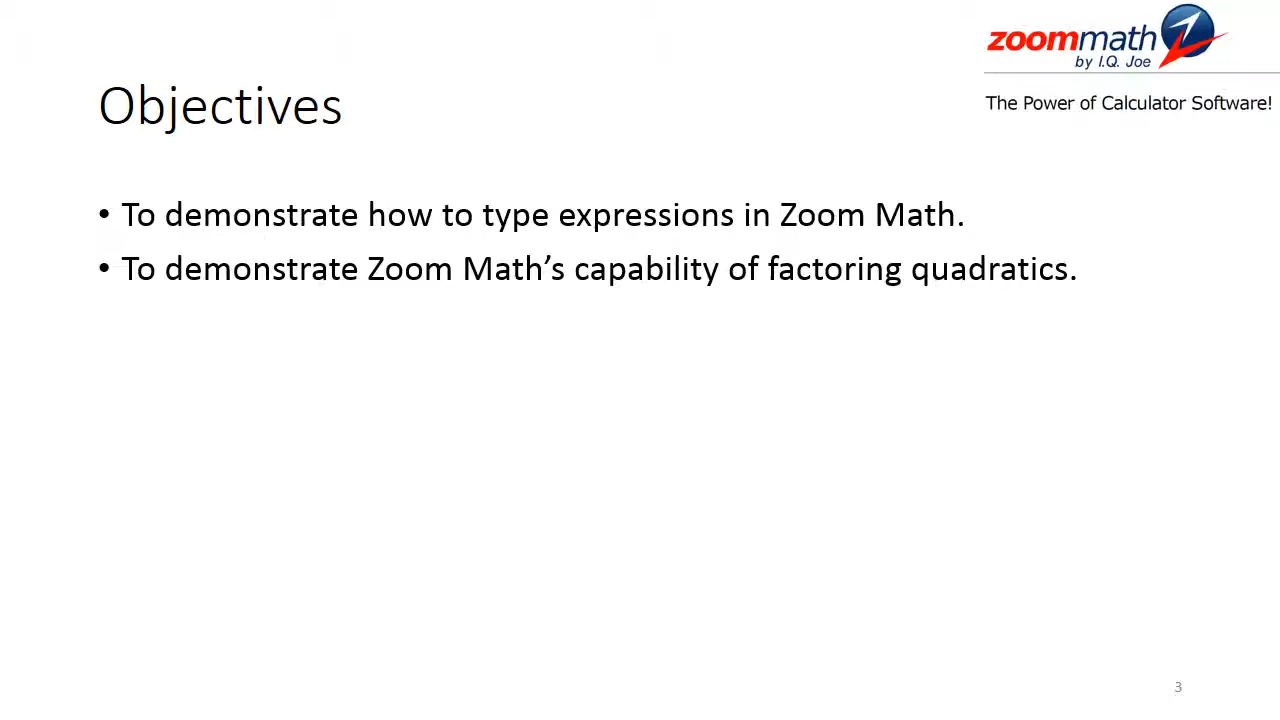 zoommath
by I.Q. Joe
The Power of Calculator Software!
Objectives
• To demonstrate how to type expressions in Zoom Math.
• To demonstrate Zoom Math’s capability of factoring quadratics.
3